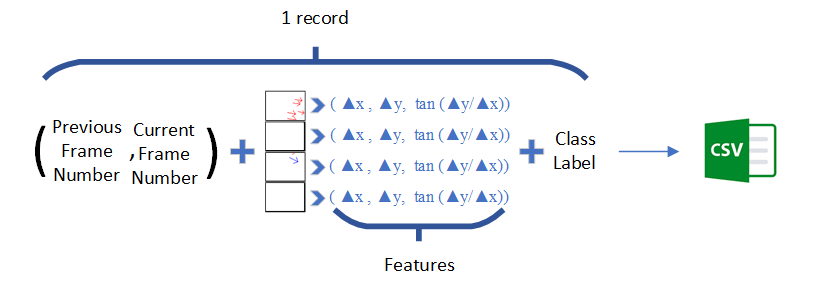 1 record
Previous
Frame
Number
,
Current
Frame
Number
( ▲x , ▲y, tan (▲y/▲x))
( ▲x , ▲y, tan (▲y/▲x))
( ▲x , ▲y, tan (▲y/▲x))
( ▲x , ▲y, tan (▲y/▲x))
Class
Label
CSV
Features